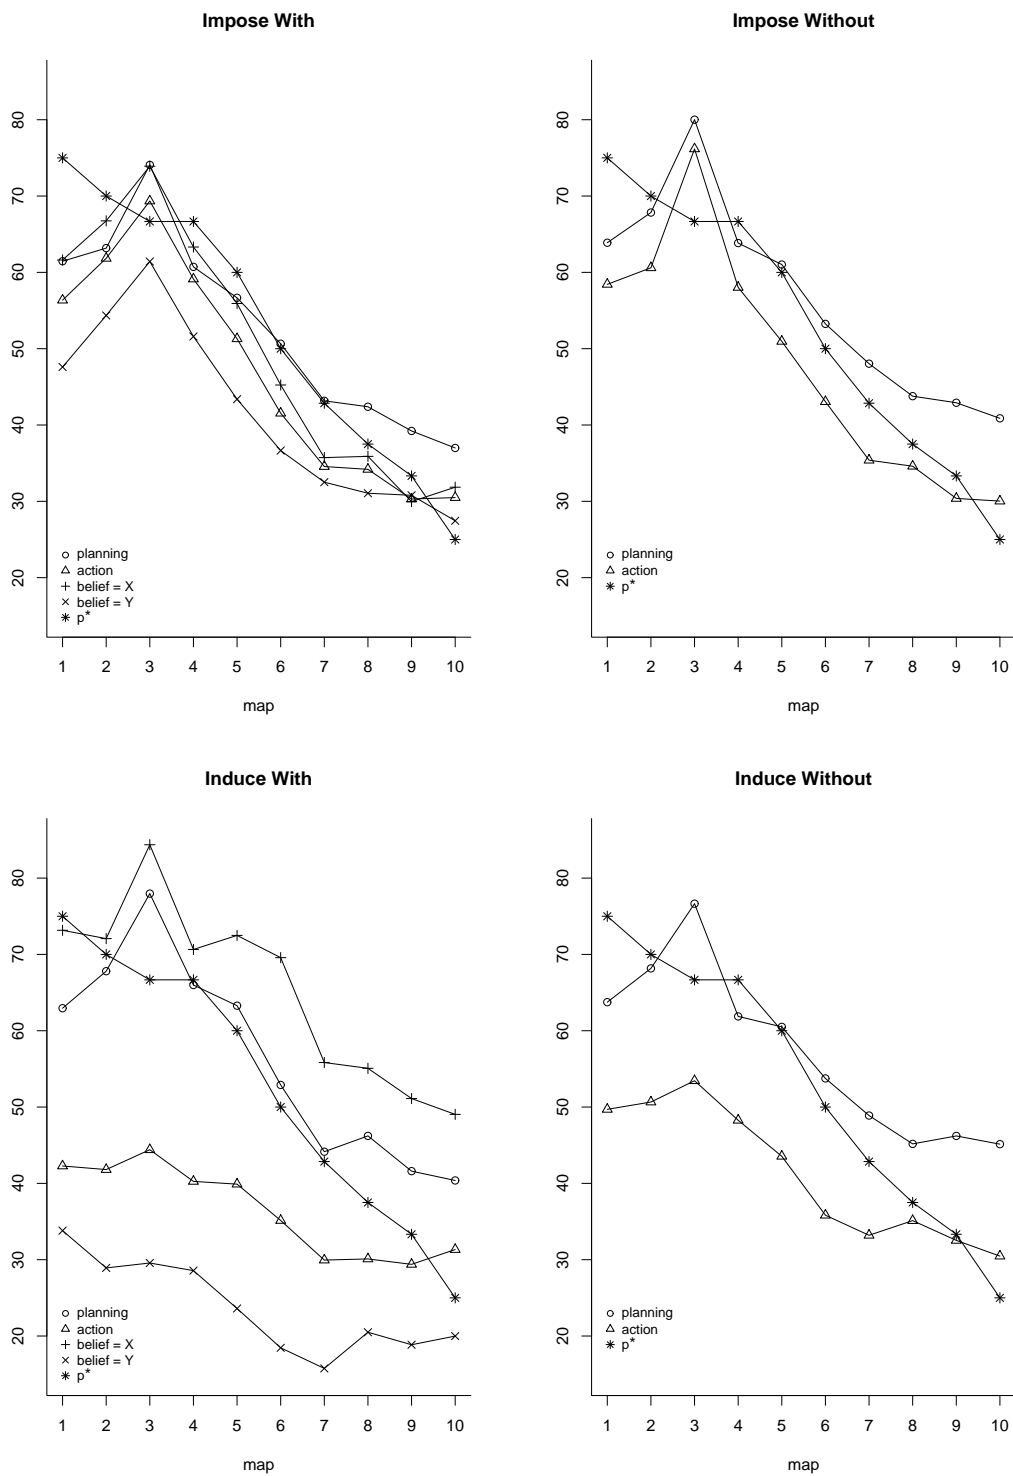 Impose With
80
70
60
50
40
30
20
planning
action
belief = X
belief = Y
p*
1 2 3 4 5 6 7 8 9 10
map
Impose Without
80
70
60
50
40
30
20
planning
action
p*
1 2 3 4 5 6 7 8 9 10
map
Induce With
80
70
60
50
40
30
20
planning
action
belief = X
belief = Y
p*
1 2 3 4 5 6 7 8 9 10
map
Induce Without
80
70
60
50
40
30
20
planning
action
p*
1 2 3 4 5 6 7 8 9 10
map